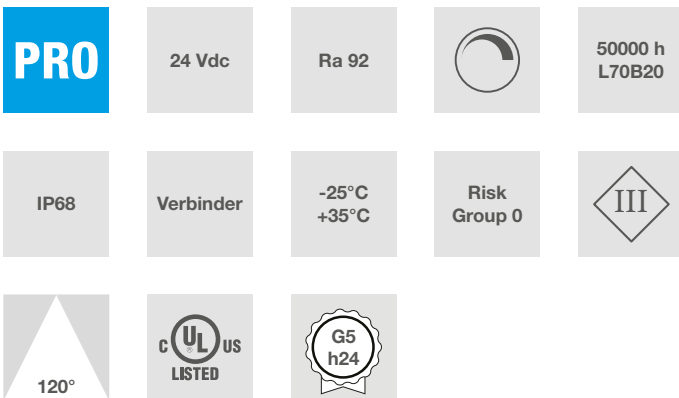 PRO
24 Vdc
Ra 92
50000 h
L70B20
IP68
Verbinder
-25°C
+35°C
Risk
Group 0
III
120°
C UL US
®
LISTED
G5
h24